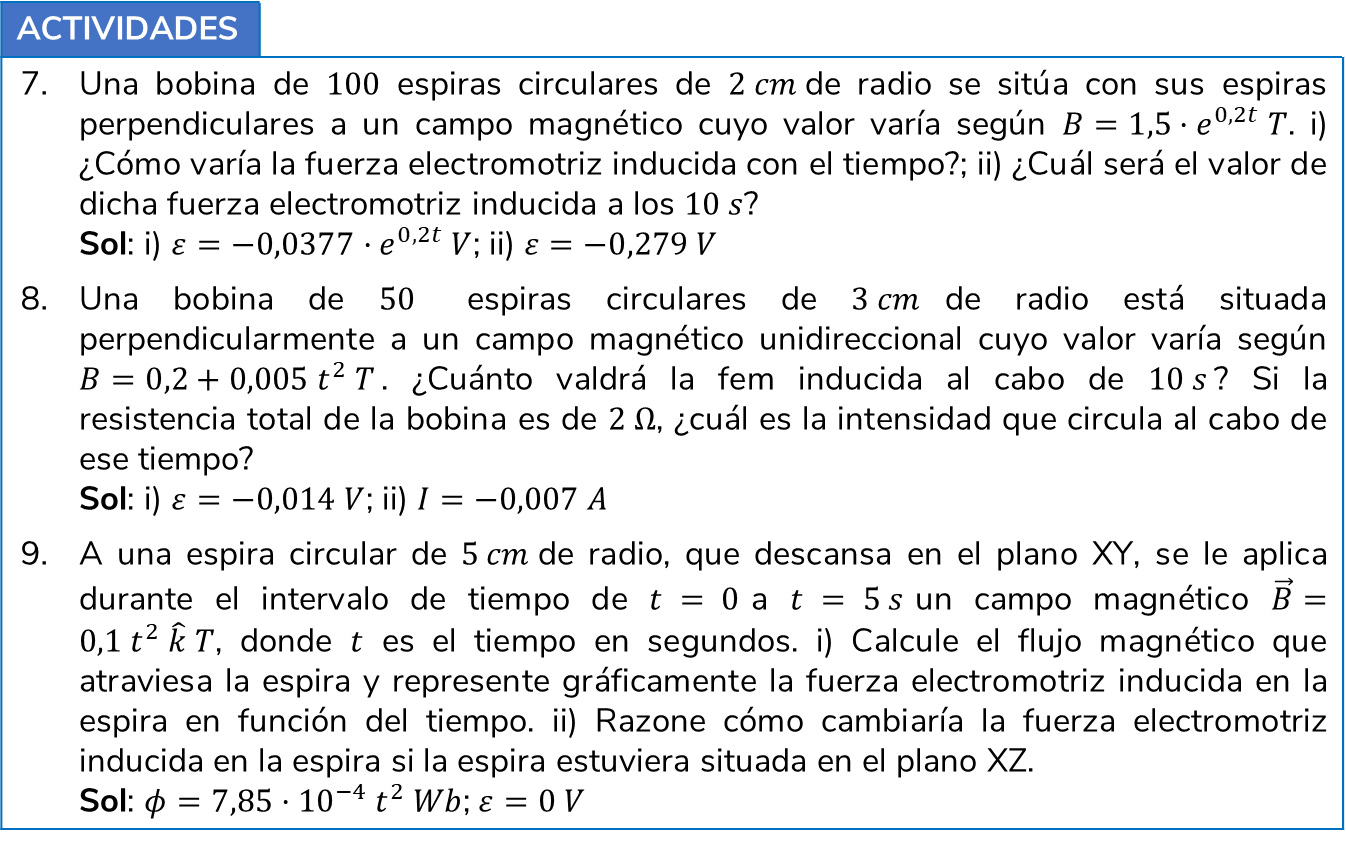 ACTIVIDADES
7. Una bobina de 100 espiras circulares de 2 cm de radio se sitúa con sus espiras
perpendiculares a un campo magnético cuyo valor varía según B = 1,5 · e^{0,2t} T. i)
¿Cómo varía la fuerza electromotriz inducida con el tiempo?; ii) ¿Cuál será el valor de
dicha fuerza electromotriz inducida a los 10 s?
Sol: i) ε = −0,0377 · e^{0,2t} V; ii) ε = −0,279 V
8. Una bobina de 50 espiras circulares de 3 cm de radio está situada
perpendicularmente a un campo magnético unidireccional cuyo valor varía según
B = 0,2 + 0,005 t² T. ¿Cuánto valdrá la fem inducida al cabo de 10 s? Si la
resistencia total de la bobina es de 2 Ω, ¿cuál es la intensidad que circula al cabo de
ese tiempo?
Sol: i) ε = −0,014 V; ii) I = −0,007 A
9. A una espira circular de 5 cm de radio, que descansa en el plano XY, se le aplica
durante el intervalo de tiempo de t = 0 a t = 5 s un campo magnético B⃗ =
0,1 t² k̂ T, donde t es el tiempo en segundos. i) Calcule el flujo magnético que
atraviesa la espira y represente gráficamente la fuerza electromotriz inducida en la
espira en función del tiempo. ii) Razone cómo cambiaría la fuerza electromotriz
inducida en la espira si la espira estuviera situada en el plano XZ.
Sol: ϕ = 7,85 · 10⁻⁴ t² Wb; ε = 0 V